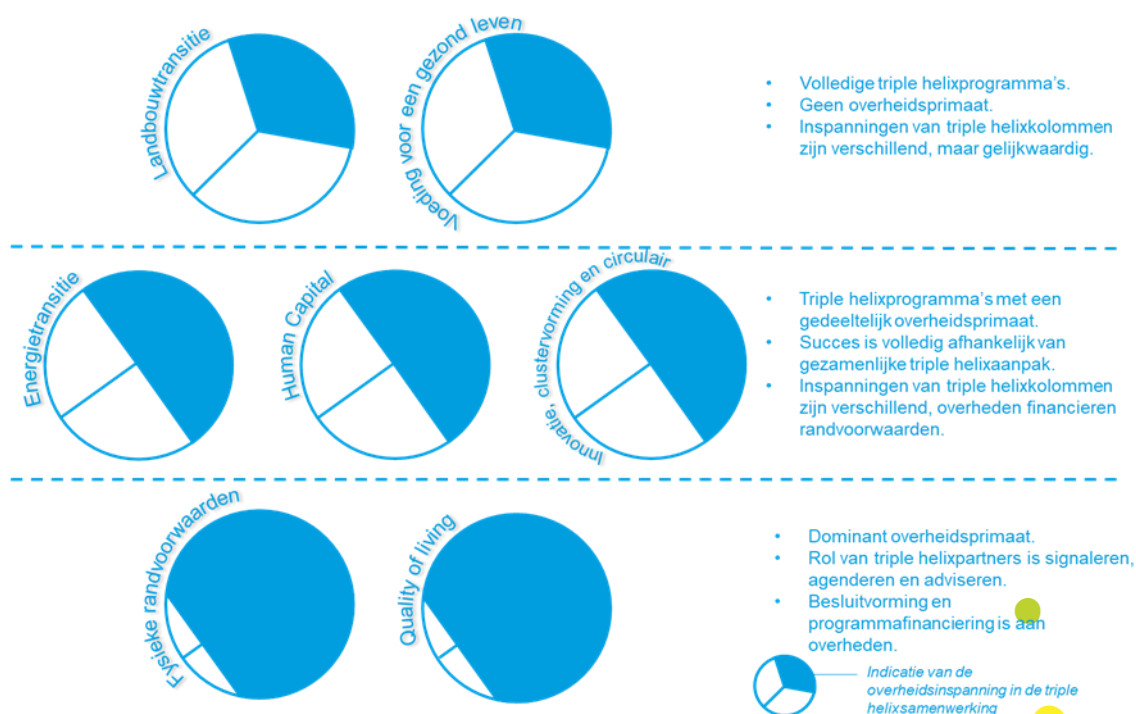 Landbouwtransitie
Voeding voor een gezond leven
• Volledige triple helixprogramma's.
• Geen overheidsprimaat.
• Inspanningen van triple helixkolommen
zijn verschillend, maar gelijkwaardig.
Energietransitie
Human Capital
Innovatie, clustervorming en circulair
• Triple helixprogramma's met een
gedeeltelijk overheidsprimaat.
• Succes is volledig afhankelijk van
gezamenlijke triple helixaanpak.
• Inspanningen van triple helixkolommen
zijn verschillend, overheden financieren
randvoorwaarden.
Fysieke randvoorwaarden
Quality of living
• Dominant overheidsprimaat.
• Rol van triple helixpartners is signaleren,
agenderen en adviseren.
• Besluitvorming en
programmafinanciering is aan
overheden.
Indicatie van de
overheidsinspanning in de triple
helixsamenwerking